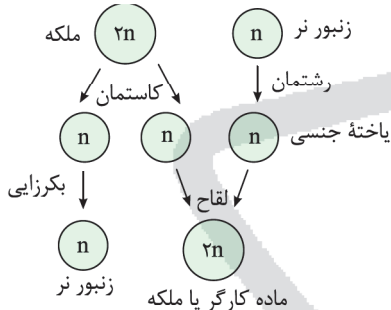 ملکه ۲n
n زنبور نر
کاستمان
رشتمان
n
n
n یاختهٔ جنسی
بکرزایی
لقاح
n
زنبور نر
۲n
ماده کارگر یا ملکه